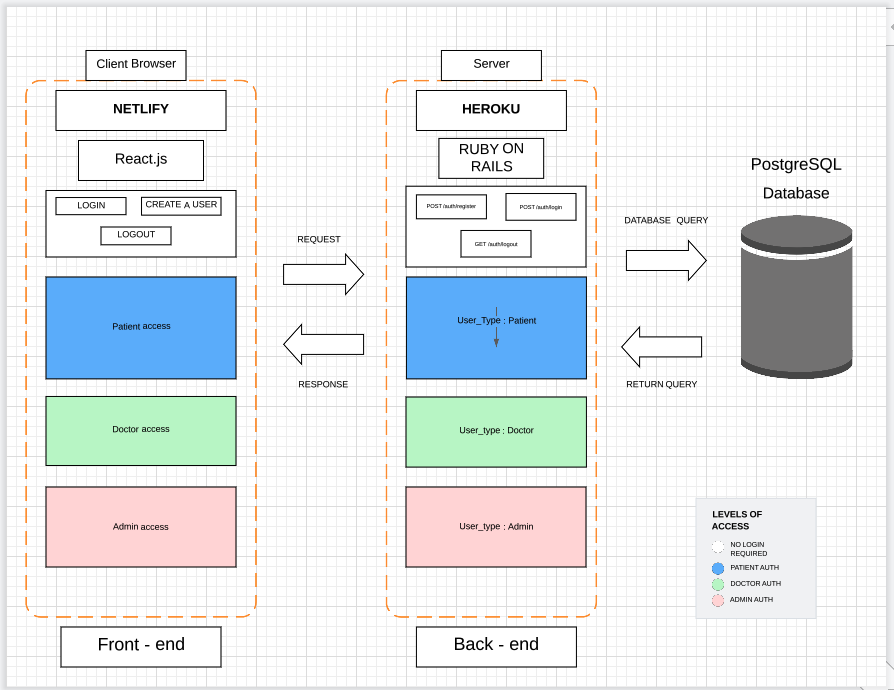 Client Browser
NETLIFY
React.js
LOGIN
CREATE A USER
LOGOUT
Patient access
Doctor access
Admin access
Front - end
REQUEST
RESPONSE
Server
HEROKU
RUBY ON
RAILS
POST /auth/register
POST /auth/login
GET /auth/logout
User_Type : Patient
User_type : Doctor
User_type : Admin
Back - end
DATABASE QUERY
RETURN QUERY
PostgreSQL
Database
LEVELS OF
ACCESS
NO LOGIN
REQUIRED
PATIENT AUTH
DOCTOR AUTH
ADMIN AUTH